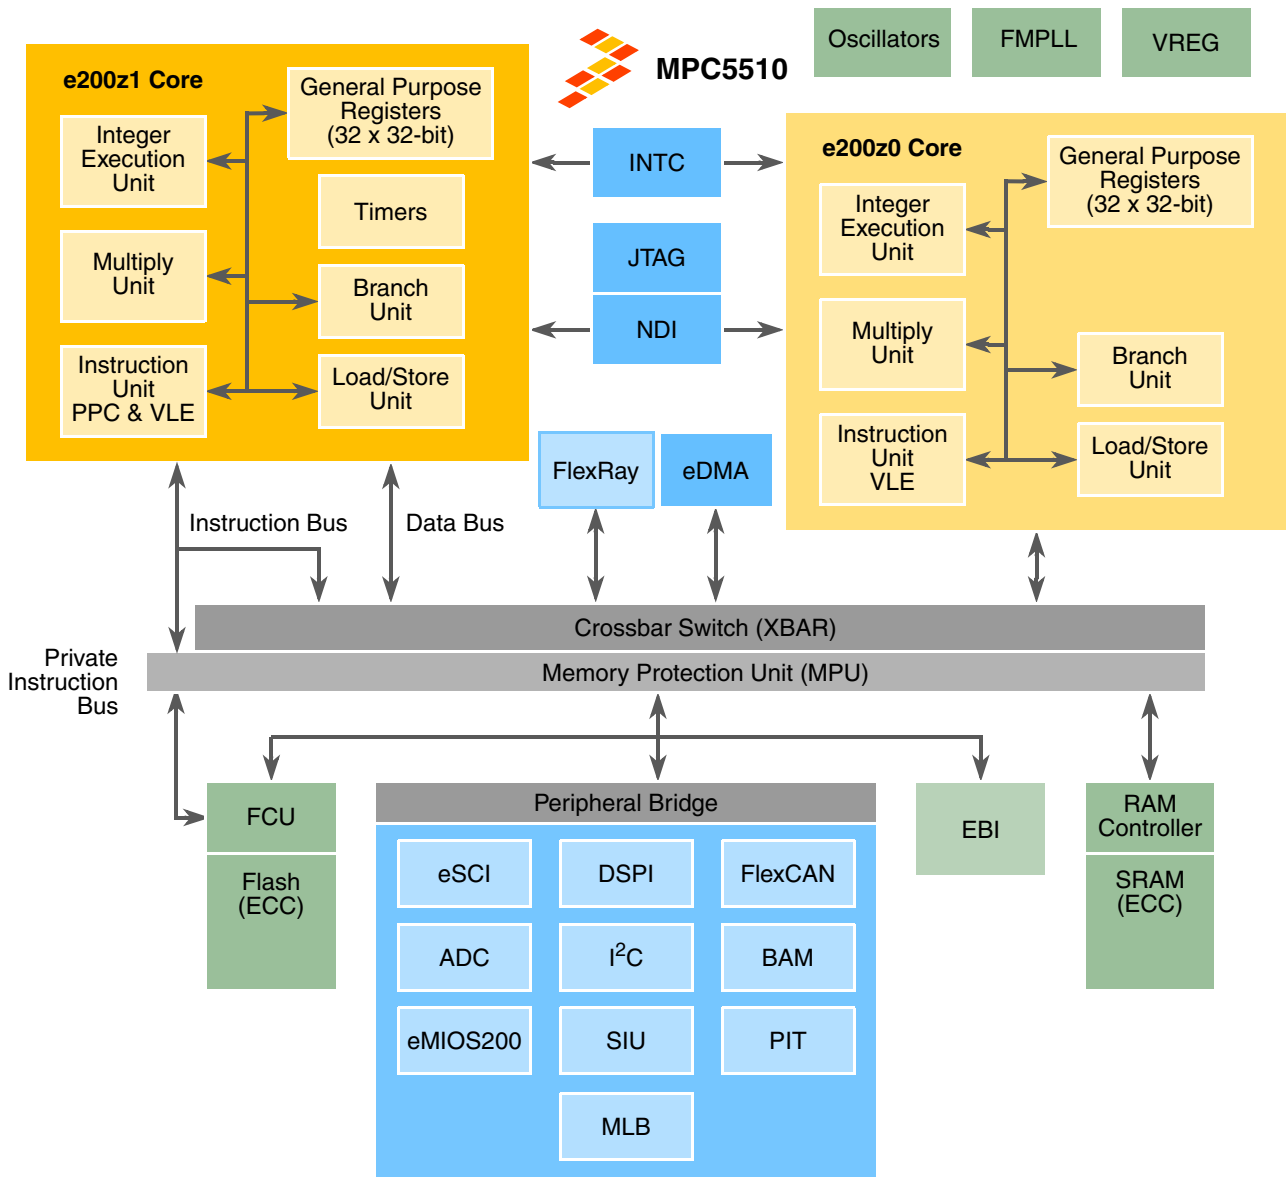 MPC5510
Oscillators
FMPLL
VREG
e200z1 Core
General Purpose
Registers
(32 x 32-bit)
Integer
Execution
Unit
Timers
Multiply
Unit
Branch
Unit
Instruction
Unit
PPC & VLE
Load/Store
Unit
INTC
JTAG
NDI
e200z0 Core
General Purpose
Registers
(32 x 32-bit)
Integer
Execution
Unit
Multiply
Unit
Branch
Unit
Instruction
Unit
VLE
Load/Store
Unit
FlexRay
eDMA
Instruction Bus
Data Bus
Crossbar Switch (XBAR)
Memory Protection Unit (MPU)
Private
Instruction
Bus
FCU
Flash
(ECC)
Peripheral Bridge
eSCI
DSPI
FlexCAN
ADC
I²C
BAM
eMIOS200
SIU
PIT
MLB
EBI
RAM
Controller
SRAM
(ECC)